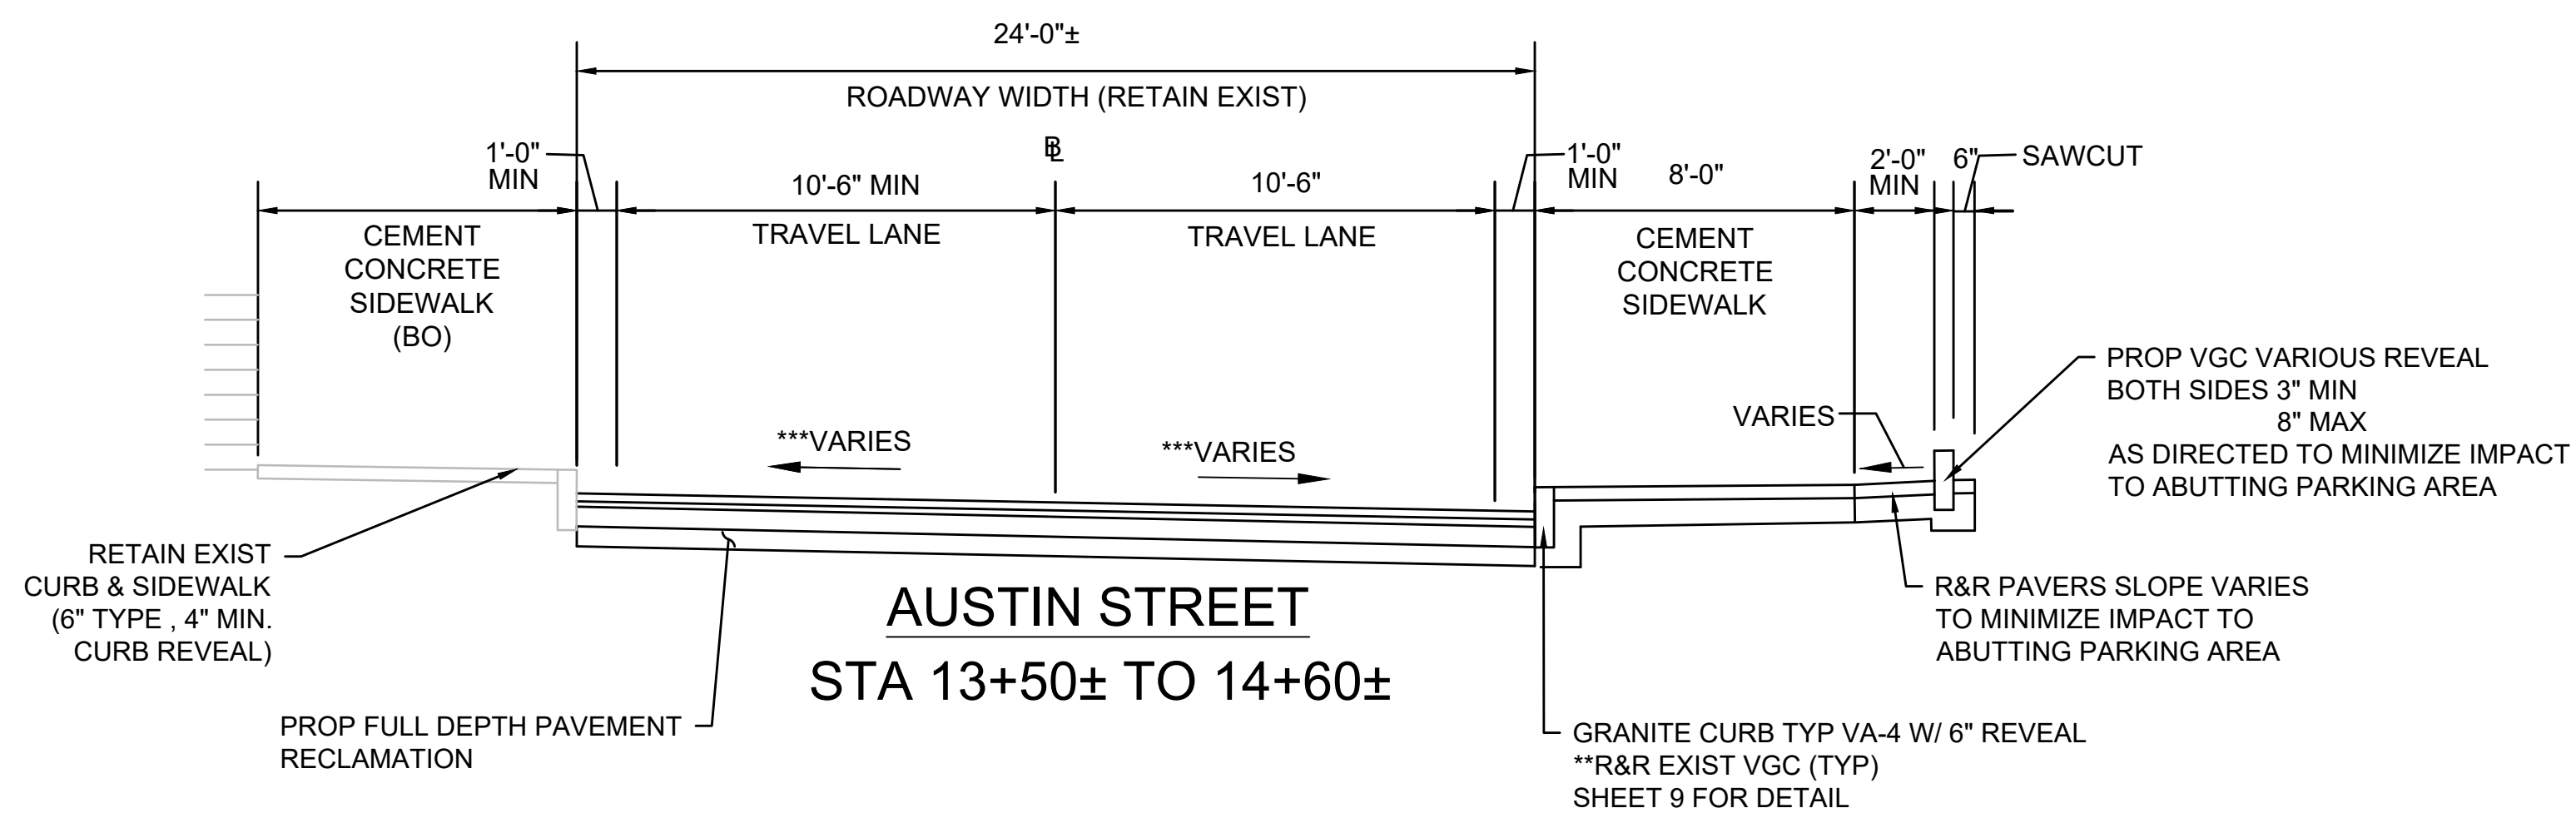 24'-0"±
ROADWAY WIDTH (RETAIN EXIST)
BL
1'-0"
MIN
10'-6" MIN
TRAVEL LANE
10'-6"
TRAVEL LANE
1'-0"
MIN
8'-0"
2'-0"
MIN
6"
SAWCUT
CEMENT
CONCRETE
SIDEWALK
(BO)
CEMENT
CONCRETE
SIDEWALK
***VARIES
***VARIES
VARIES
PROP VGC VARIOUS REVEAL
BOTH SIDES 3" MIN
8" MAX
AS DIRECTED TO MINIMIZE IMPACT
TO ABUTTING PARKING AREA
RETAIN EXIST
CURB & SIDEWALK
(6" TYPE , 4" MIN.
CURB REVEAL)
R&R PAVERS SLOPE VARIES
TO MINIMIZE IMPACT TO
ABUTTING PARKING AREA
AUSTIN STREET
STA 13+50± TO 14+60±
PROP FULL DEPTH PAVEMENT
RECLAMATION
GRANITE CURB TYP VA-4 W/ 6" REVEAL
**R&R EXIST VGC (TYP)
SHEET 9 FOR DETAIL